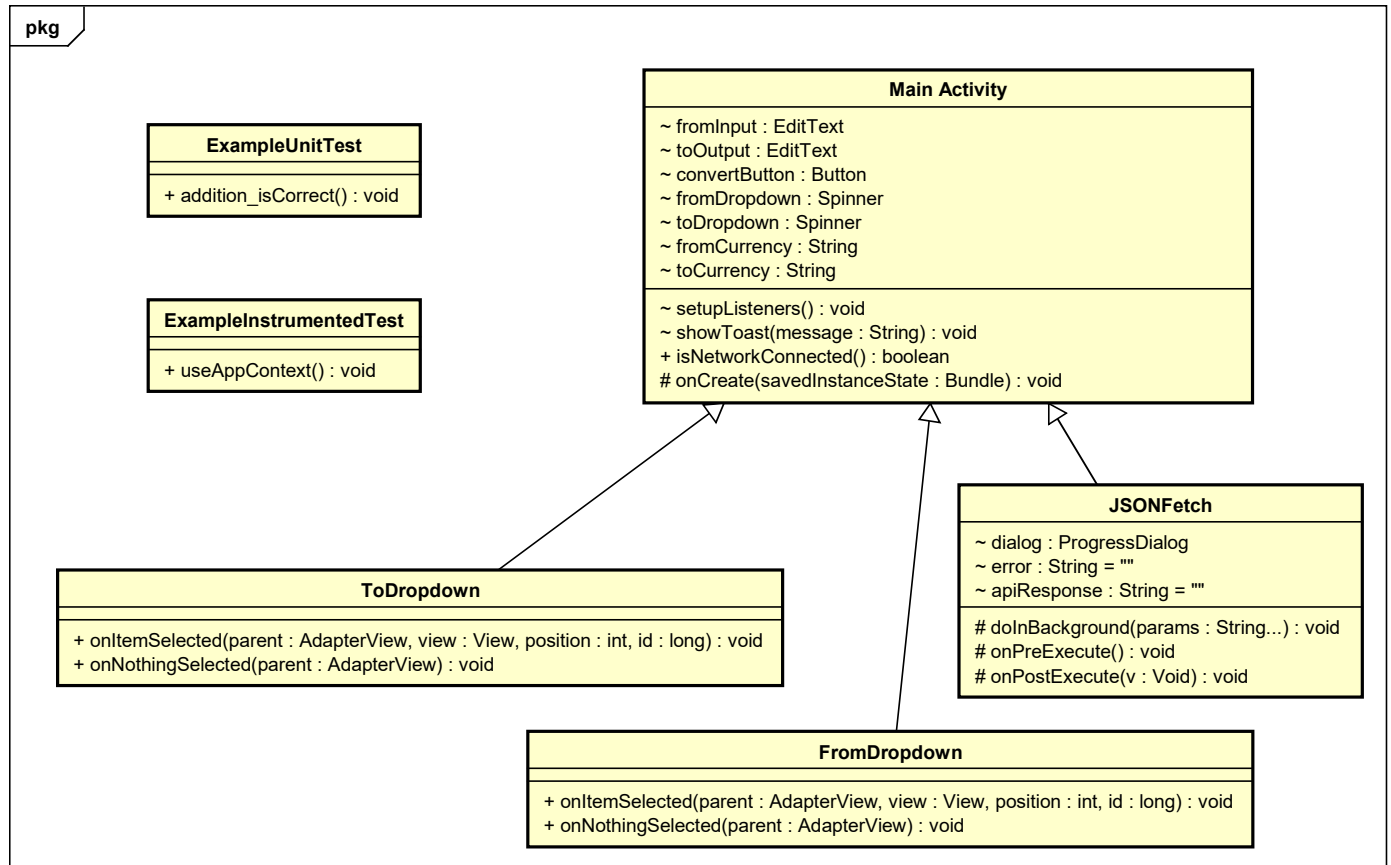 pkg
Main Activity
~ fromInput : EditText
~ toOutput : EditText
~ convertButton : Button
~ fromDropdown : Spinner
~ toDropdown : Spinner
~ fromCurrency : String
~ toCurrency : String
~ setupListeners() : void
~ showToast(message : String) : void
+ isNetworkConnected() : boolean
# onCreate(savedInstanceState : Bundle) : void
ExampleUnitTest
+ addition_isCorrect() : void
ExampleInstrumentedTest
+ useAppContext() : void
JSONFetch
~ dialog : ProgressDialog
~ error : String = ""
~ apiResponse : String = ""
# doInBackground(params : String...) : void
# onPreExecute() : void
# onPostExecute(v : Void) : void
ToDropdown
+ onItemSelected(parent : AdapterView, view : View, position : int, id : long) : void
+ onNothingSelected(parent : AdapterView) : void
FromDropdown
+ onItemSelected(parent : AdapterView, view : View, position : int, id : long) : void
+ onNothingSelected(parent : AdapterView) : void